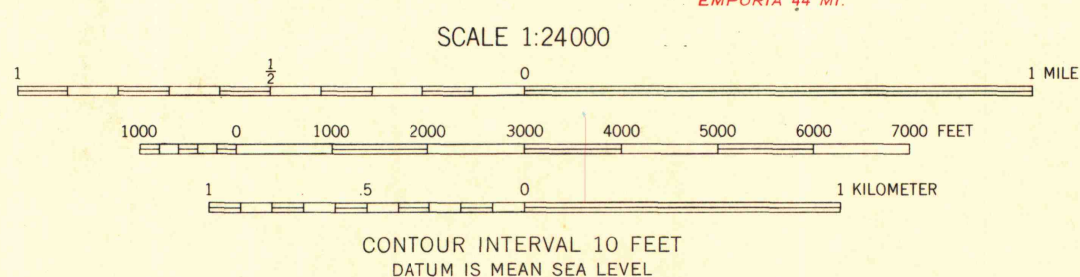 EMPORIA 44 MI.
SCALE 1:24000
1 1/2 0 1 MILE
1000 0 1000 2000 3000 4000 5000 6000 7000 FEET
1 .5 0 1 KILOMETER
CONTOUR INTERVAL 10 FEET
DATUM IS MEAN SEA LEVEL